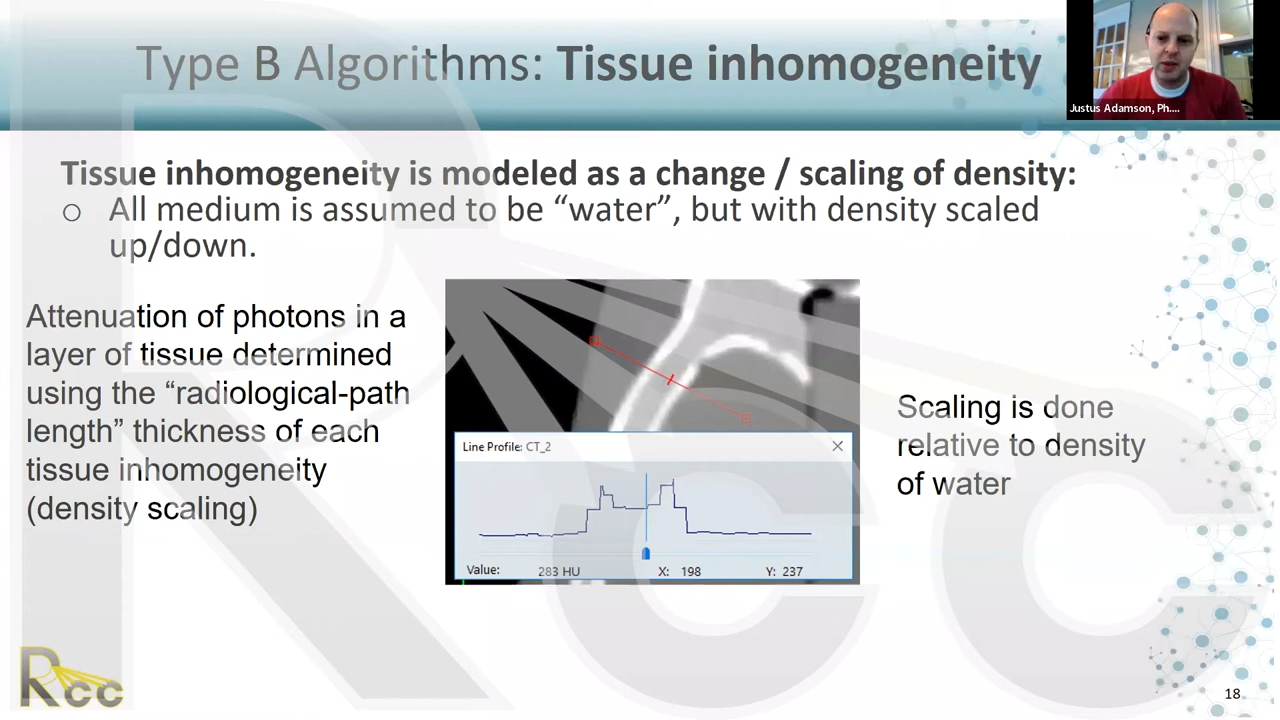 Type B Algorithms: Tissue inhomogeneity
Justus Adamson, Ph....
Tissue inhomogeneity is modeled as a change / scaling of density:
o All medium is assumed to be “water”, but with density scaled
up/down.
Attenuation of photons in a
layer of tissue determined
using the “radiological-path
length” thickness of each
tissue inhomogeneity
(density scaling)
Line Profile: CT_2
Value: 283 HU X: 198 Y: 237
Scaling is done
relative to density
of water
Rcc
18